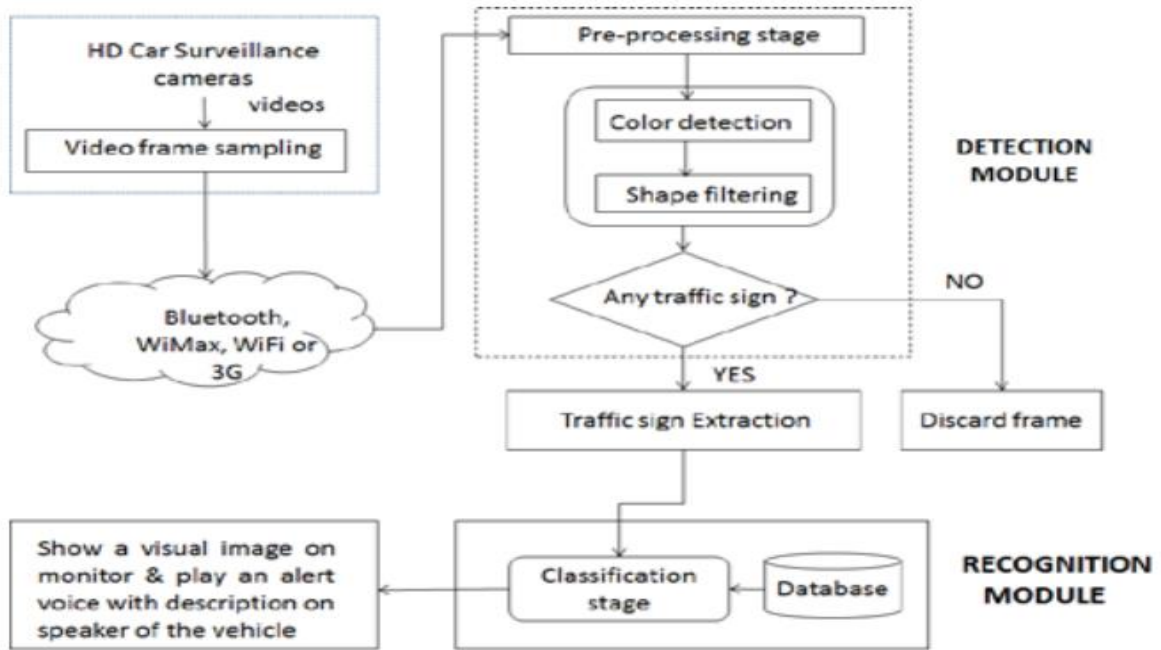 HD Car Surveillance
cameras
videos
Video frame sampling
Bluetooth,
WiMax, WiFi or
3G
Pre-processing stage
Color detection
Shape filtering
Any traffic sign ?
DETECTION
MODULE
NO
YES
Traffic sign Extraction
Discard frame
Show a visual image on
monitor & play an alert
voice with description on
speaker of the vehicle
Classification
stage
Database
RECOGNITION
MODULE